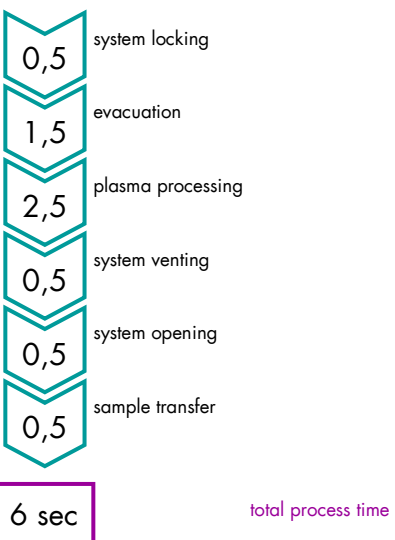 system locking
0,5
evacuation
1,5
plasma processing
2,5
system venting
0,5
system opening
0,5
sample transfer
0,5
6 sec
total process time